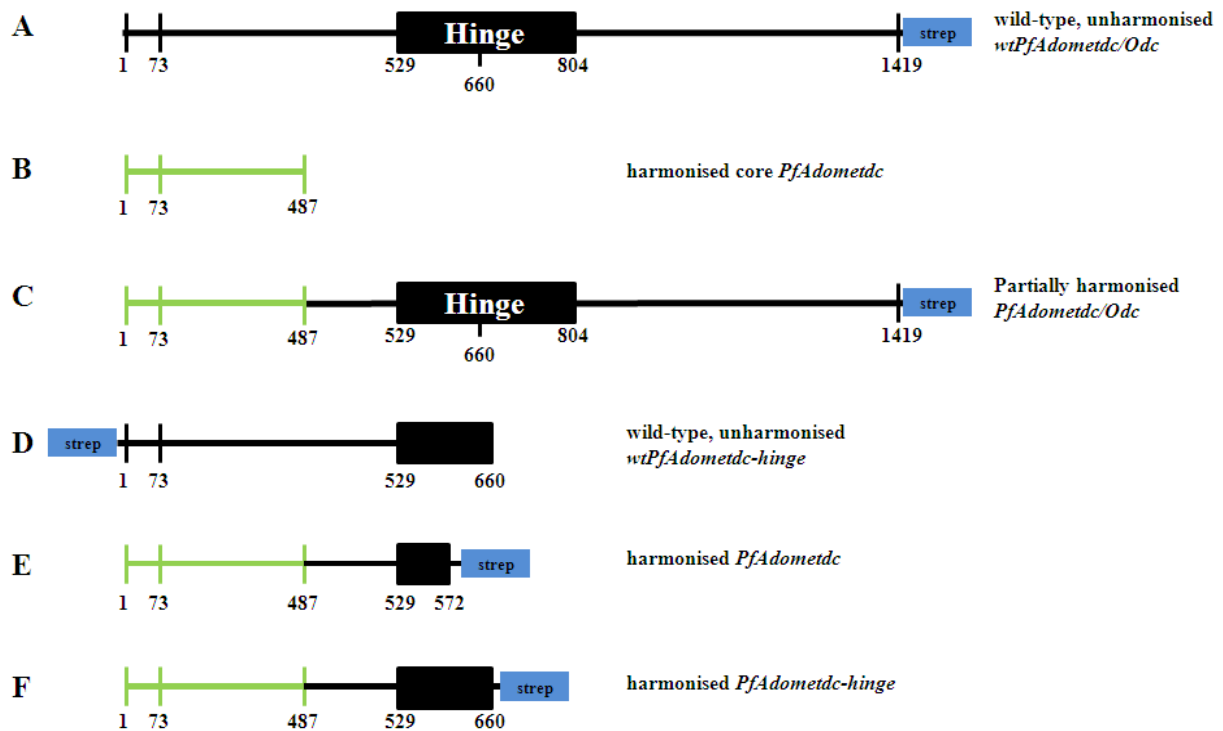 A
Hinge
strep
wild-type, unharmonised
wtPfAdometdc/Odc
1 73 529 660 804 1419
B
harmonised core PfAdometdc
1 73 487
C
Hinge
strep
Partially harmonised
PfAdometdc/Odc
1 73 487 529 660 804 1419
D
strep
wild-type, unharmonised
wtPfAdometdc-hinge
1 73 529 660
E
strep
harmonised PfAdometdc
1 73 487 529 572
F
strep
harmonised PfAdometdc-hinge
1 73 487 529 660